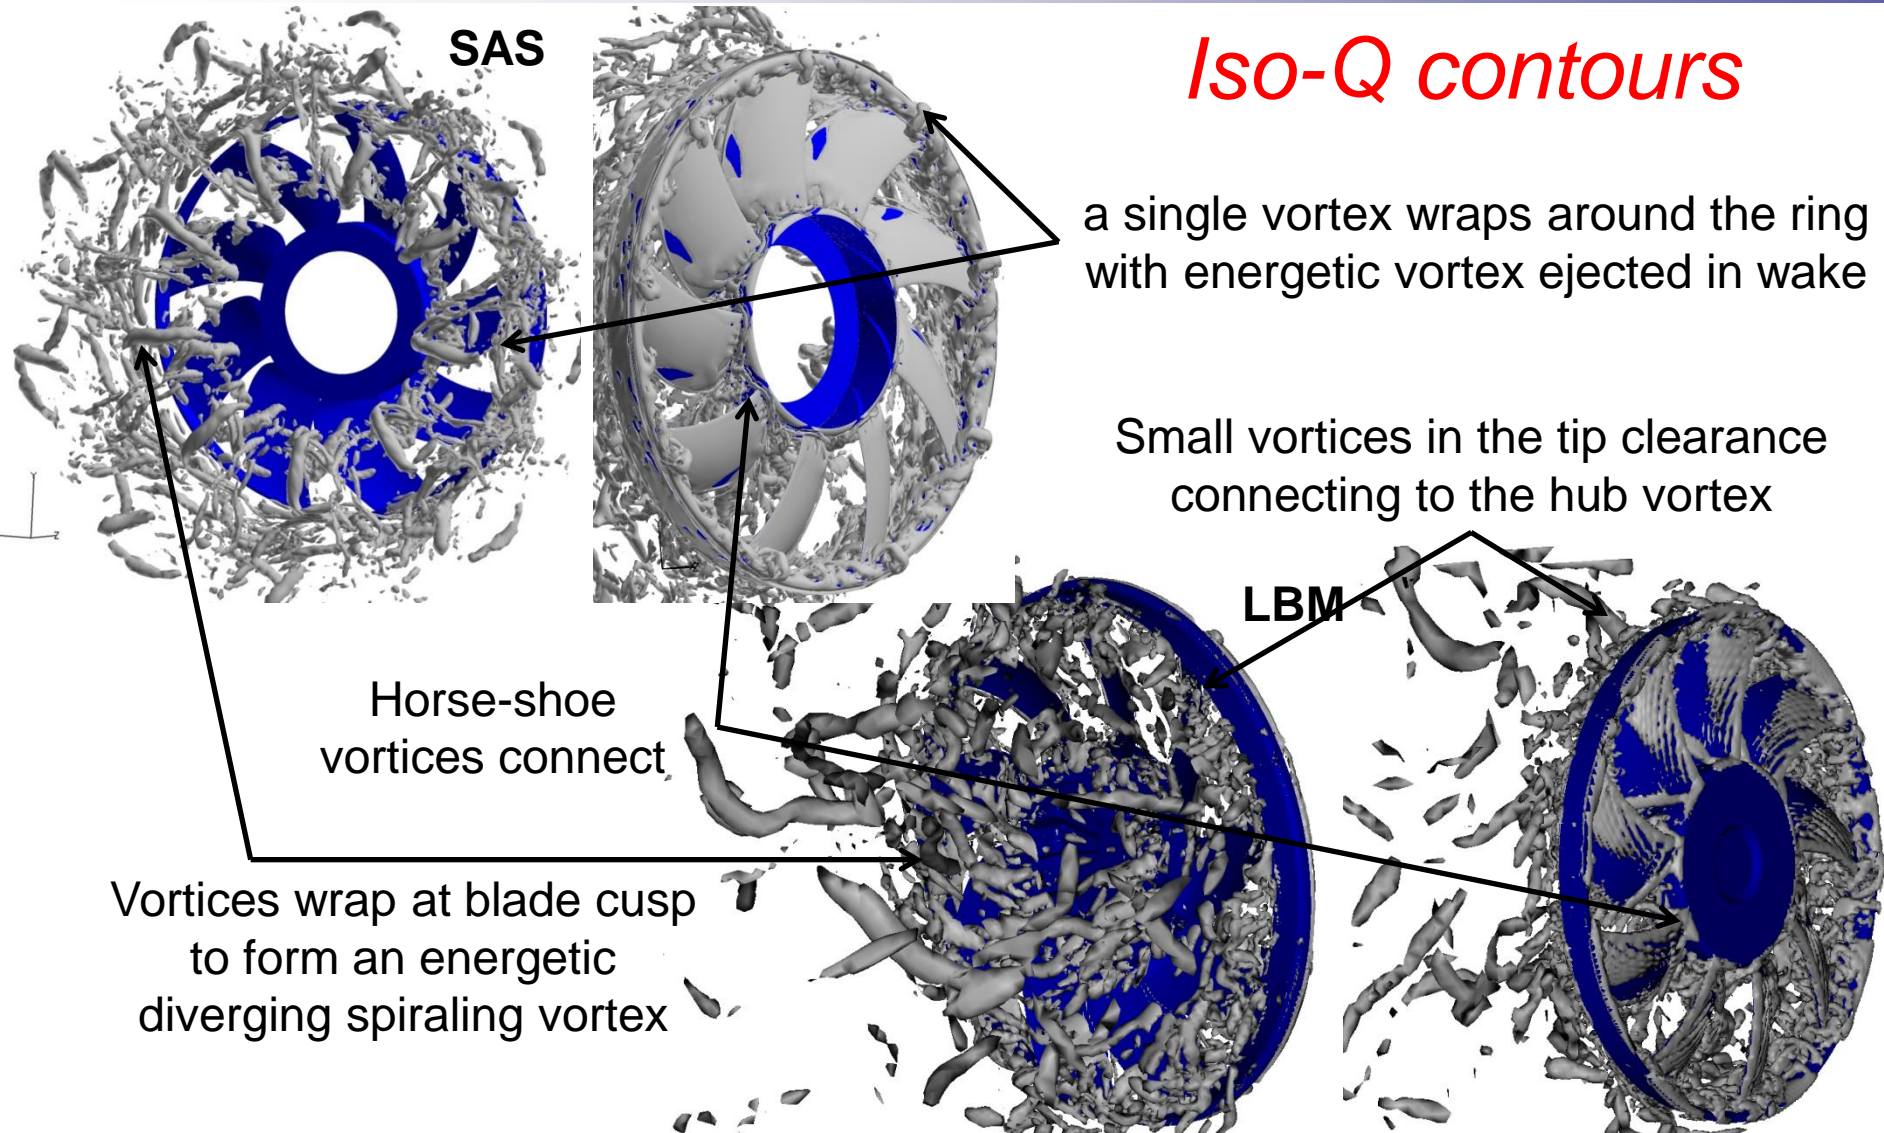 SAS
Iso-Q contours
a single vortex wraps around the ring
with energetic vortex ejected in wake
Small vortices in the tip clearance
connecting to the hub vortex
LBM
Horse-shoe
vortices connect
Vortices wrap at blade cusp
to form an energetic
diverging spiraling vortex
Y
Z